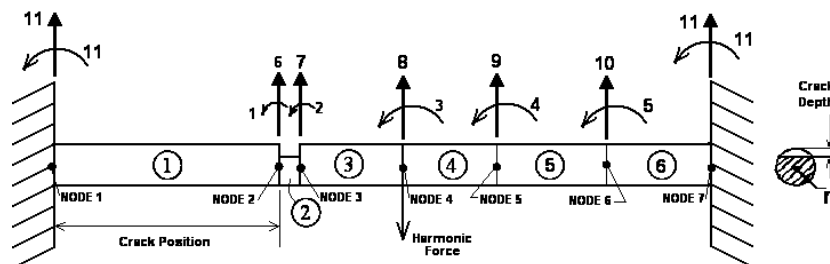 11
11
6
7
8
9
10
11
11
1
2
3
4
5
Crack
Depth
1
3
4
5
6
2
NODE 1
NODE 2
NODE 3
NODE 4
NODE 5
NODE 6
NODE 7
r
Crack Position
Harmonic
Force